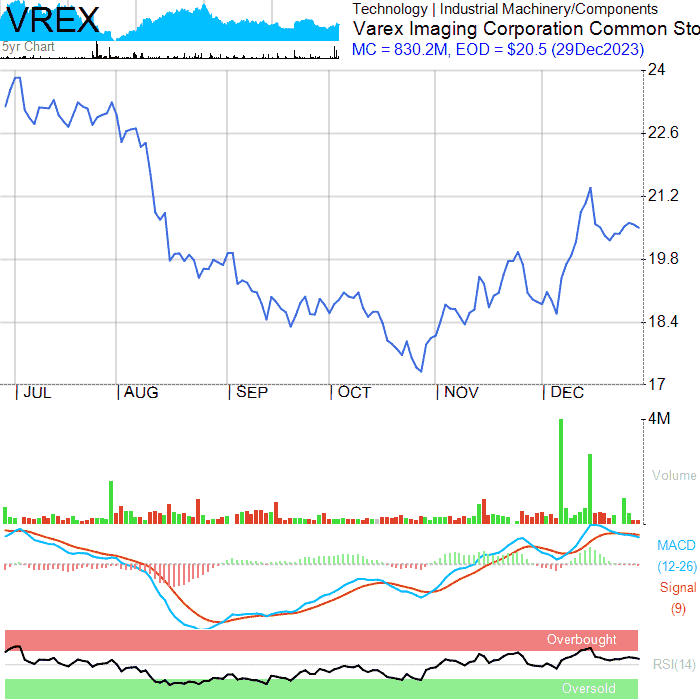 VREX
5yr Chart
Technology | Industrial Machinery/Components
Varex Imaging Corporation Common Sto
MC = 830.2M, EOD = $20.5 (29Dec2023)
24
22.6
21.2
19.8
18.4
17
JUL AUG SEP OCT NOV DEC
4M
Volume
MACD
(12-26)
Signal
(9)
Overbought
RSI(14)
Oversold